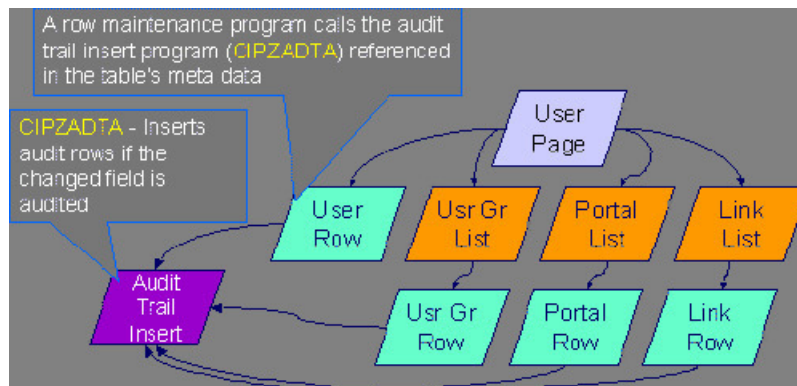 A row maintenance program calls the audit
trail insert program (CIPZADTA) referenced
in the table's meta data
CIPZADTA - Inserts
audit rows if the
changed field is
audited
User
Page
User
Row
Usr Gr
List
Portal
List
Link
List
Audit
Trail
Insert
Usr Gr
Row
Portal
Row
Link
Row